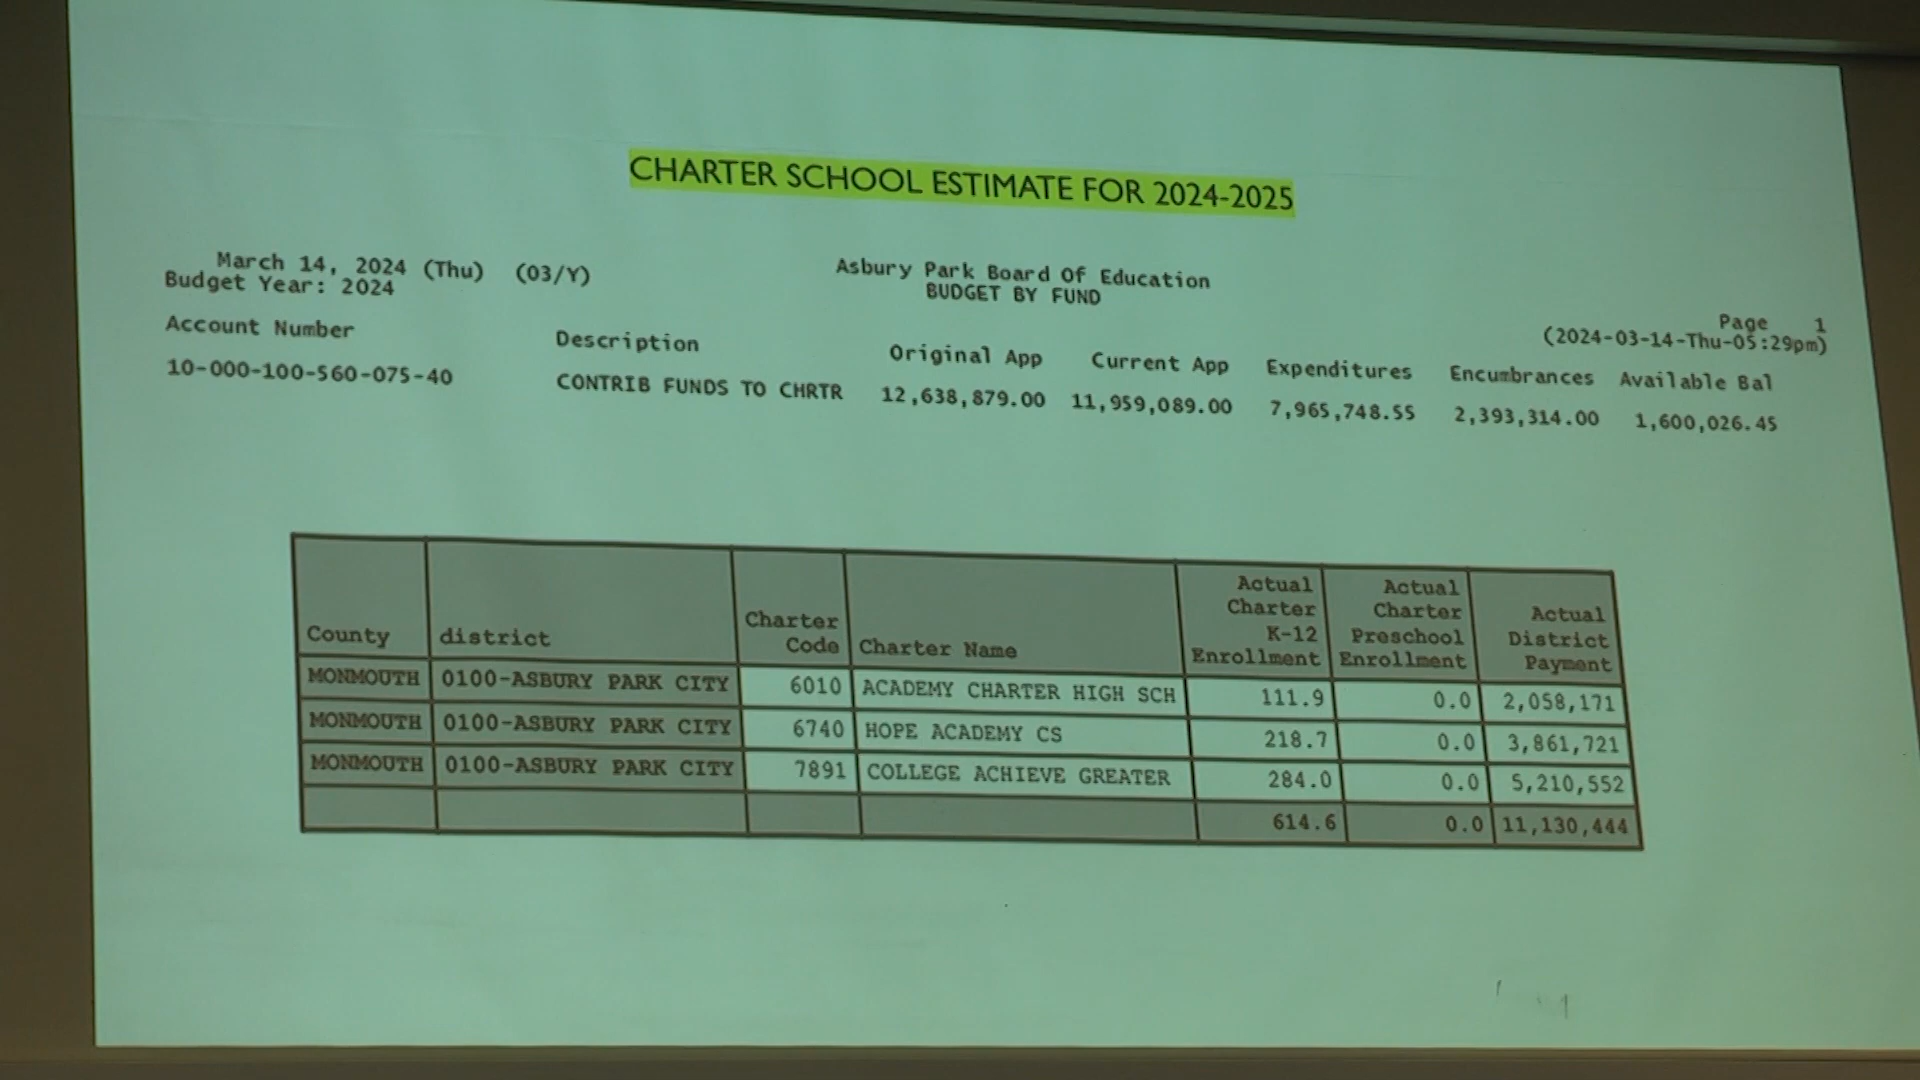 CHARTER SCHOOL ESTIMATE FOR 2024-2025
March 14, 2024 (Thu) (03/Y) Asbury Park Board Of Education
Budget Year: 2024 BUDGET BY FUND
Page 1
(2024-03-14-Thu-05:29pm)
Account Number Description Original App Current App Expenditures Encumbrances Available Bal
10-000-100-560-075-40 CONTRIB FUNDS TO CHRTR 12,638,879.00 11,959,089.00 7,965,748.55 2,393,314.00 1,600,026.45
County district Charter Code Charter Name Actual Charter K-12 Enrollment Actual Charter Preschool Enrollment Actual District Payment
MONMOUTH 0100-ASBURY PARK CITY 6010 ACADEMY CHARTER HIGH SCH 111.9 0.0 2,058,171
MONMOUTH 0100-ASBURY PARK CITY 6740 HOPE ACADEMY CS 218.7 0.0 3,861,721
MONMOUTH 0100-ASBURY PARK CITY 7891 COLLEGE ACHIEVE GREATER 284.0 0.0 5,210,552
614.6 0.0 11,130,444